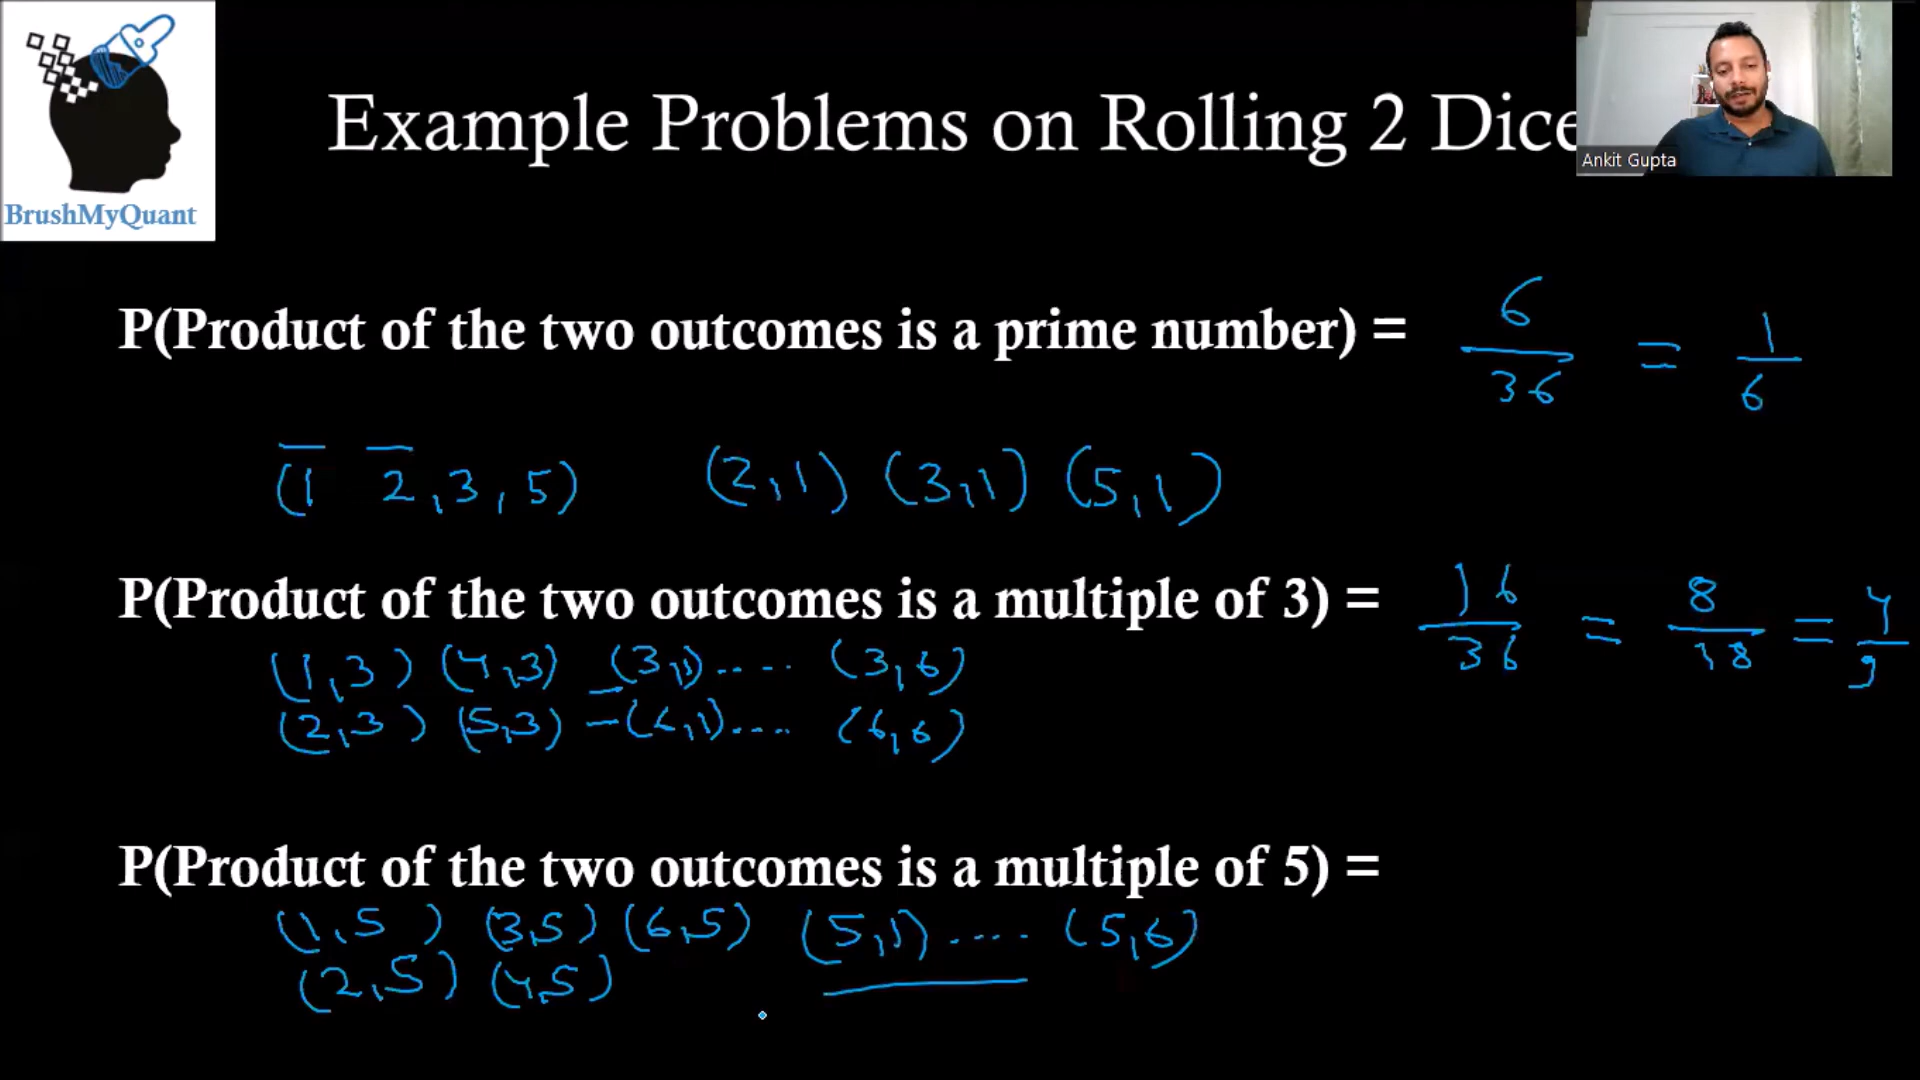 BrushMyQuant
Example Problems on Rolling 2 Dice
Ankit Gupta
P(Product of the two outcomes is a prime number) = 6/36 = 1/6
(1 2,3,5) (2,1) (3,1) (5,1)
P(Product of the two outcomes is a multiple of 3) = 16/36 = 8/18 = 4/9
(1,3) (4,3) (3,1).... (3,6)
(2,3) (5,3) (6,1).... (6,6)
P(Product of the two outcomes is a multiple of 5) =
(1,5) (3,5) (6,5) (5,1).... (5,6)
(2,5) (4,5)